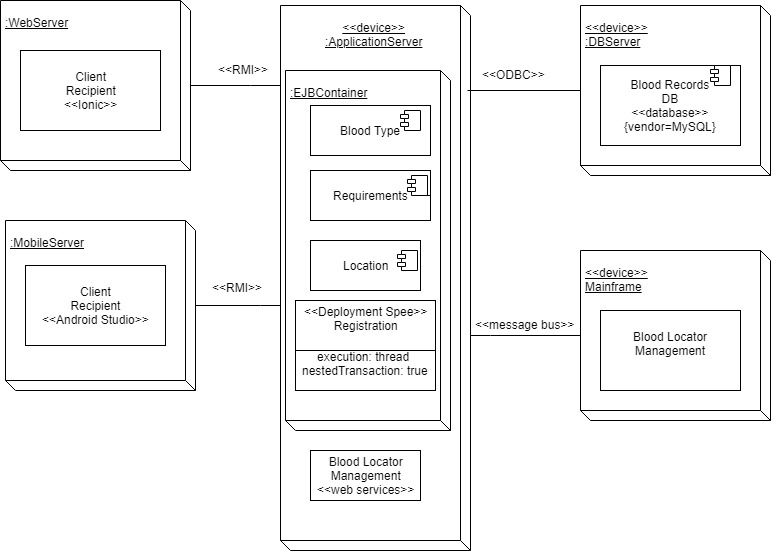 :WebServer
Client
Recipient
<<Ionic>>
<<RMI>>
:MobileServer
Client
Recipient
<<Android Studio>>
<<RMI>>
<<device>>
:ApplicationServer
:EJBContainer
Blood Type
Requirements
Location
<<Deployment Spee>>
Registration
execution: thread
nestedTransaction: true
Blood Locator
Management
<<web services>>
<<ODBC>>
<<device>>
:DBServer
Blood Records
DB
<<database>>
{vendor=MySQL}
<<message bus>>
<<device>>
Mainframe
Blood Locator
Management